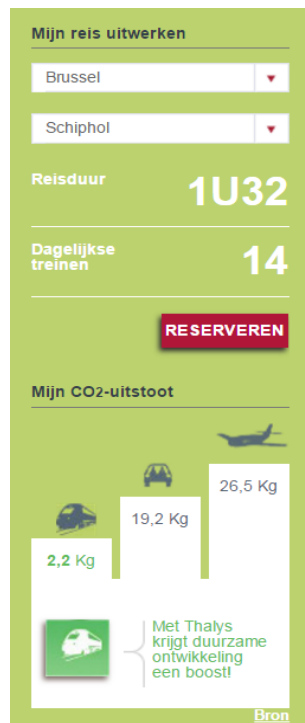 Mijn reis uitwerken
Brussel
Schiphol
Reisduur
1U32
Dagelijkse
treinen
14
RESERVEREN
Mijn CO2-uitstoot
26,5 Kg
19,2 Kg
2,2 Kg
Met Thalys
krijgt duurzame
ontwikkeling
een boost!
Bron